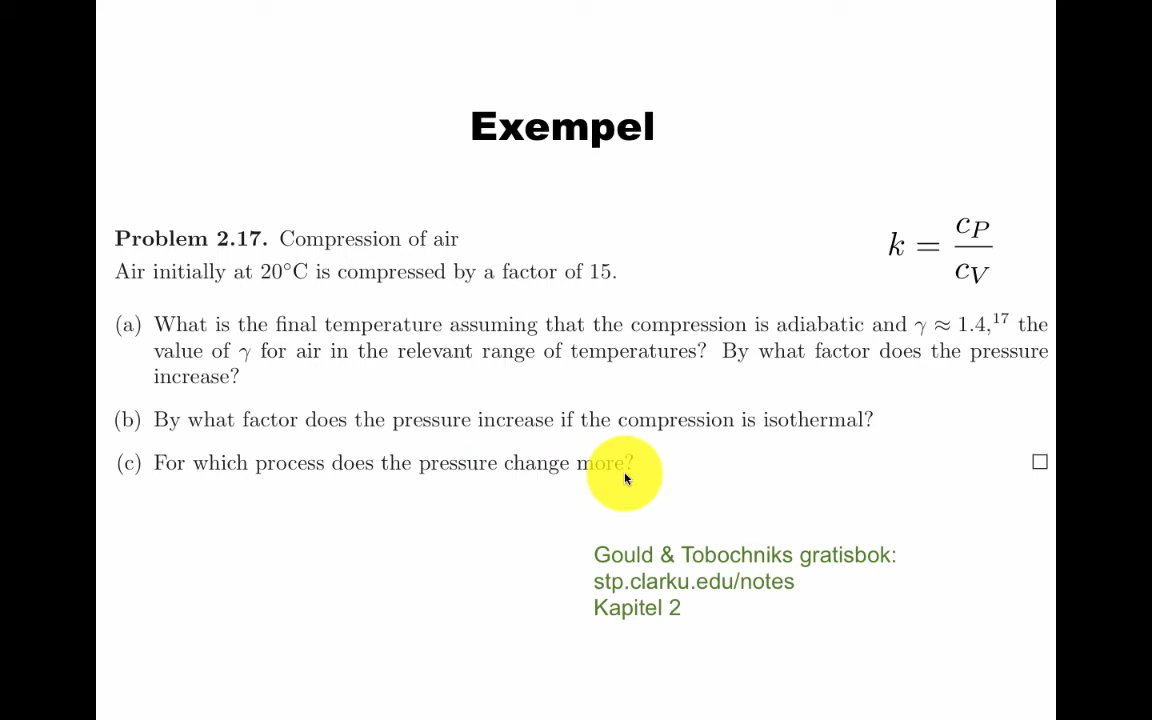 Exempel
Problem 2.17. Compression of air
Air initially at 20°C is compressed by a factor of 15.
k = c_P / c_V
(a) What is the final temperature assuming that the compression is adiabatic and γ ≈ 1.4,¹⁷ the
value of γ for air in the relevant range of temperatures? By what factor does the pressure
increase?
(b) By what factor does the pressure increase if the compression is isothermal?
(c) For which process does the pressure change more? □
Gould & Tobochniks gratisbok:
stp.clarku.edu/notes
Kapitel 2